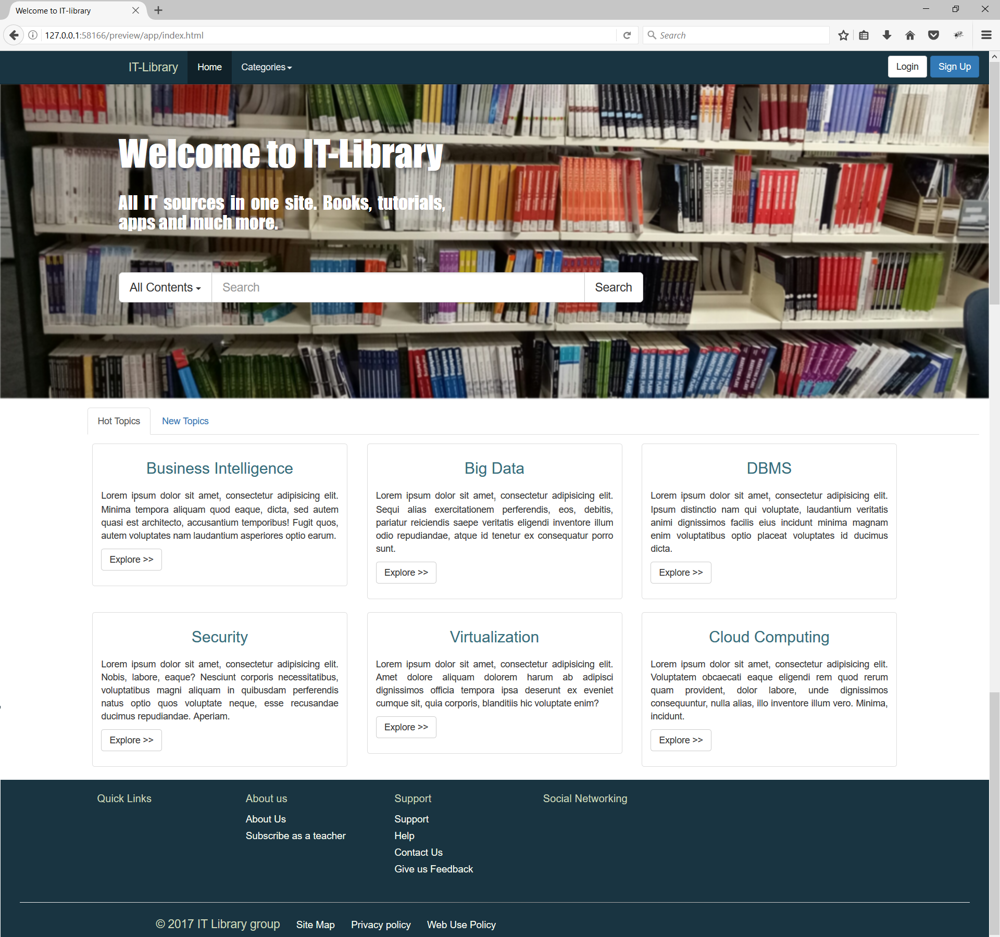 Welcome to IT-library
127.0.0.1:58166/preview/app/index.html
Search
IT-Library
Home
Categories
Login
Sign Up
Welcome to IT-Library
All IT sources in one site. Books, tutorials,
apps and much more.
All Contents
Search
Search
Hot Topics
New Topics
Business Intelligence
Lorem ipsum dolor sit amet, consectetur adipisicing elit.
Minima tempora aliquam quod eaque, dicta, sed autem
quasi est architecto, accusantium temporibus! Fugit quos,
autem voluptates nam laudantium asperiores optio earum.
Explore >>
Big Data
Lorem ipsum dolor sit amet, consectetur adipisicing elit.
Sequi alias exercitationem perferendis, eos, debitis,
pariatur reiciendis saepe veritatis eligendi inventore illum
odio repudiandae, atque id tenetur ex consequatur porro
sunt.
Explore >>
DBMS
Lorem ipsum dolor sit amet, consectetur adipisicing elit.
Ipsum distinctio nam qui voluptate, laudantium veritatis
animi dignissimos facilis eius incidunt minima magnam
enim voluptatibus optio placeat voluptates id ducimus
dicta.
Explore >>
Security
Lorem ipsum dolor sit amet, consectetur adipisicing elit.
Nobis, labore, eaque? Nesciunt corporis necessitatibus,
voluptatibus magni aliquam in quibusdam perferendis
natus optio quos voluptate neque, esse recusandae
ducimus repudiandae. Aperiam.
Explore >>
Virtualization
Lorem ipsum dolor sit amet, consectetur adipisicing elit.
Amet dolore aliquam dolorem harum ab adipisci
dignissimos officia tempora ipsa deserunt ex eveniet
cumque sit, quia corporis, blanditiis hic voluptate enim?
Explore >>
Cloud Computing
Lorem ipsum dolor sit amet, consectetur adipisicing elit.
Voluptatem obcaecati eaque eligendi rem quod rerum
quam provident, dolor labore, unde dignissimos
consequuntur, nulla alias, illo inventore illum vero. Minima,
incidunt.
Explore >>
Quick Links
About us
About Us
Subscribe as a teacher
Support
Support
Help
Contact Us
Give us Feedback
Social Networking
© 2017 IT Library group
Site Map
Privacy policy
Web Use Policy